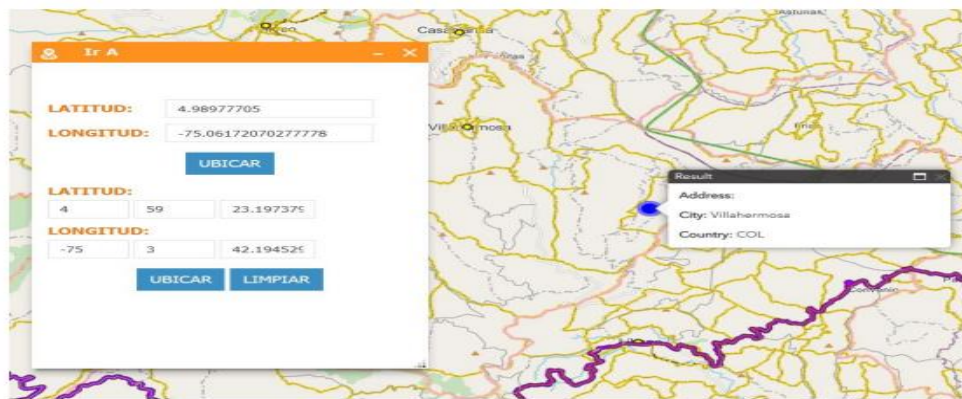 Ir A
LATITUD: 4.98977705
LONGITUD: -75.06172070277778
UBICAR
LATITUD:
4 59 23.197379
LONGITUD:
-75 3 42.194529
UBICAR LIMPIAR
Result
Address:
City: Villahermosa
Country: COL